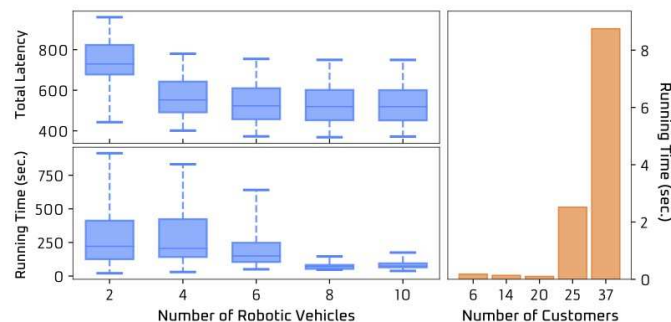 Total Latency
800
600
400
Running Time (sec.)
750
500
250
0
2 4 6 8 10
Number of Robotic Vehicles
8
6
4
2
0
Running Time (sec.)
6 14 20 25 37
Number of Customers